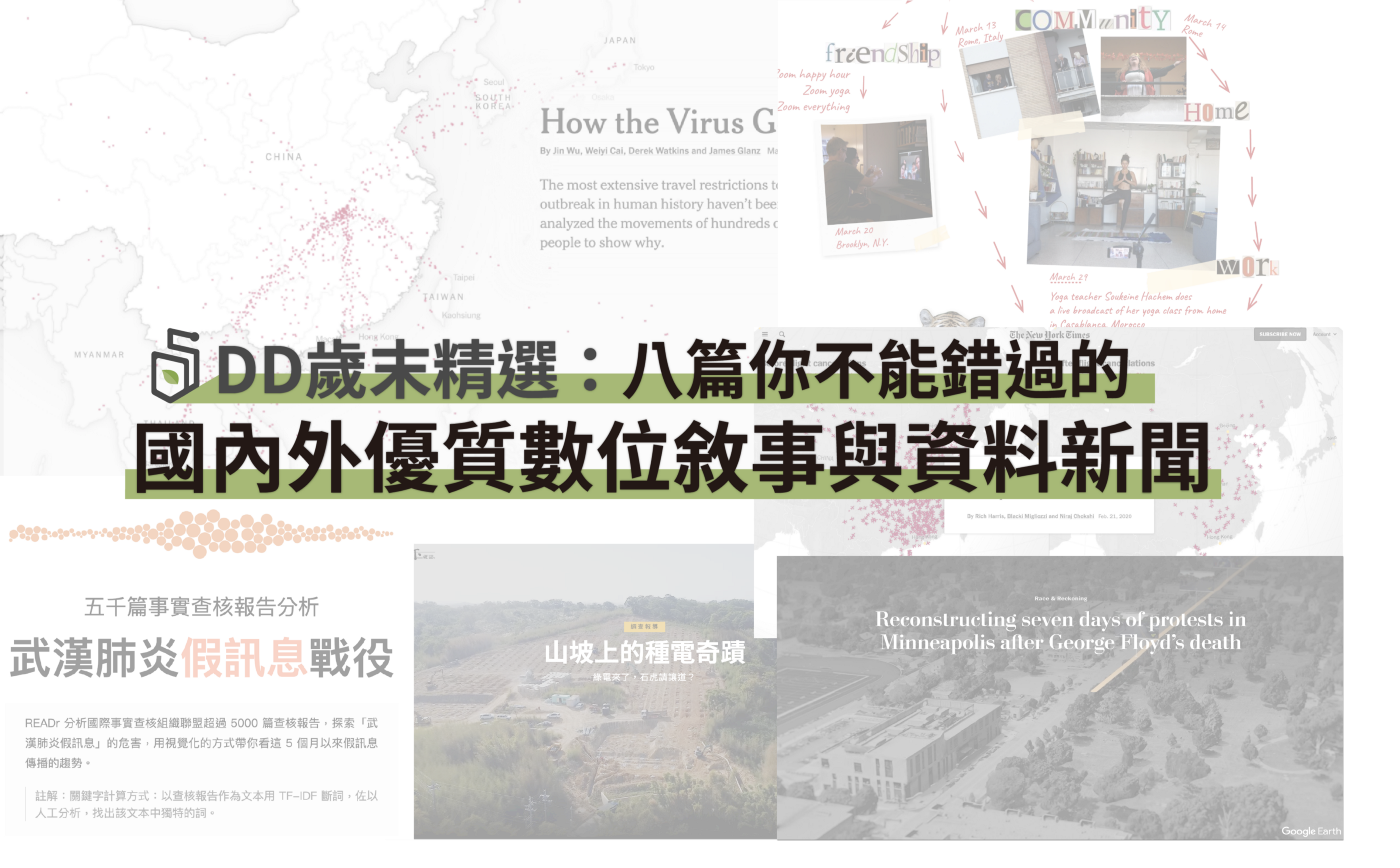 JAPAN
Tokyo
Seoul
SOUTH
KOREA
CHINA
Taipei
TAIWAN
Kaohsiung
Hong Kong
MYANMAR
How the Virus G
By Jin Wu, Weiyi Cai, Derek Watkins and James Glanz Ma
The most extensive travel restrictions to
outbreak in human history haven't bee
analyzed the movements of hundreds o
people to show why.
COMMunitY
March 13
Rome, Italy
March 14
Rome
friendship
Zoom happy hour
Zoom yoga
Zoom everything
Home
March 20
Brooklyn, N.Y.
work
March 29
Yoga teacher Soukeine Hachem does
a live broadcast of her yoga class from home
in Casablanca, Morocco
The New York Times
SUBSCRIBE NOW
Account
DD歲末精選：八篇你不能錯過的
國內外優質數位敘事與資料新聞
By Rich Harris, Blacki Migliozzi and Niraj Chokshi Feb. 21, 2020
Hong Kong
五千篇事實查核報告分析
武漢肺炎假訊息戰役
READr 分析國際事實查核組織聯盟超過 5000 篇查核報告，探索「武
漢肺炎假訊息」的危害，用視覺化的方式帶你看這 5 個月以來假訊息
傳播的趨勢。
註解：關鍵字計算方式：以查核報告作為文本用 TF-IDF 斷詞，佐以
人工分析，找出該文本中獨特的詞。
調查報導
山坡上的種電奇蹟
綠電來了，石虎請讓道？
Race & Reckoning
Reconstructing seven days of protests in
Minneapolis after George Floyd's death
Google Earth